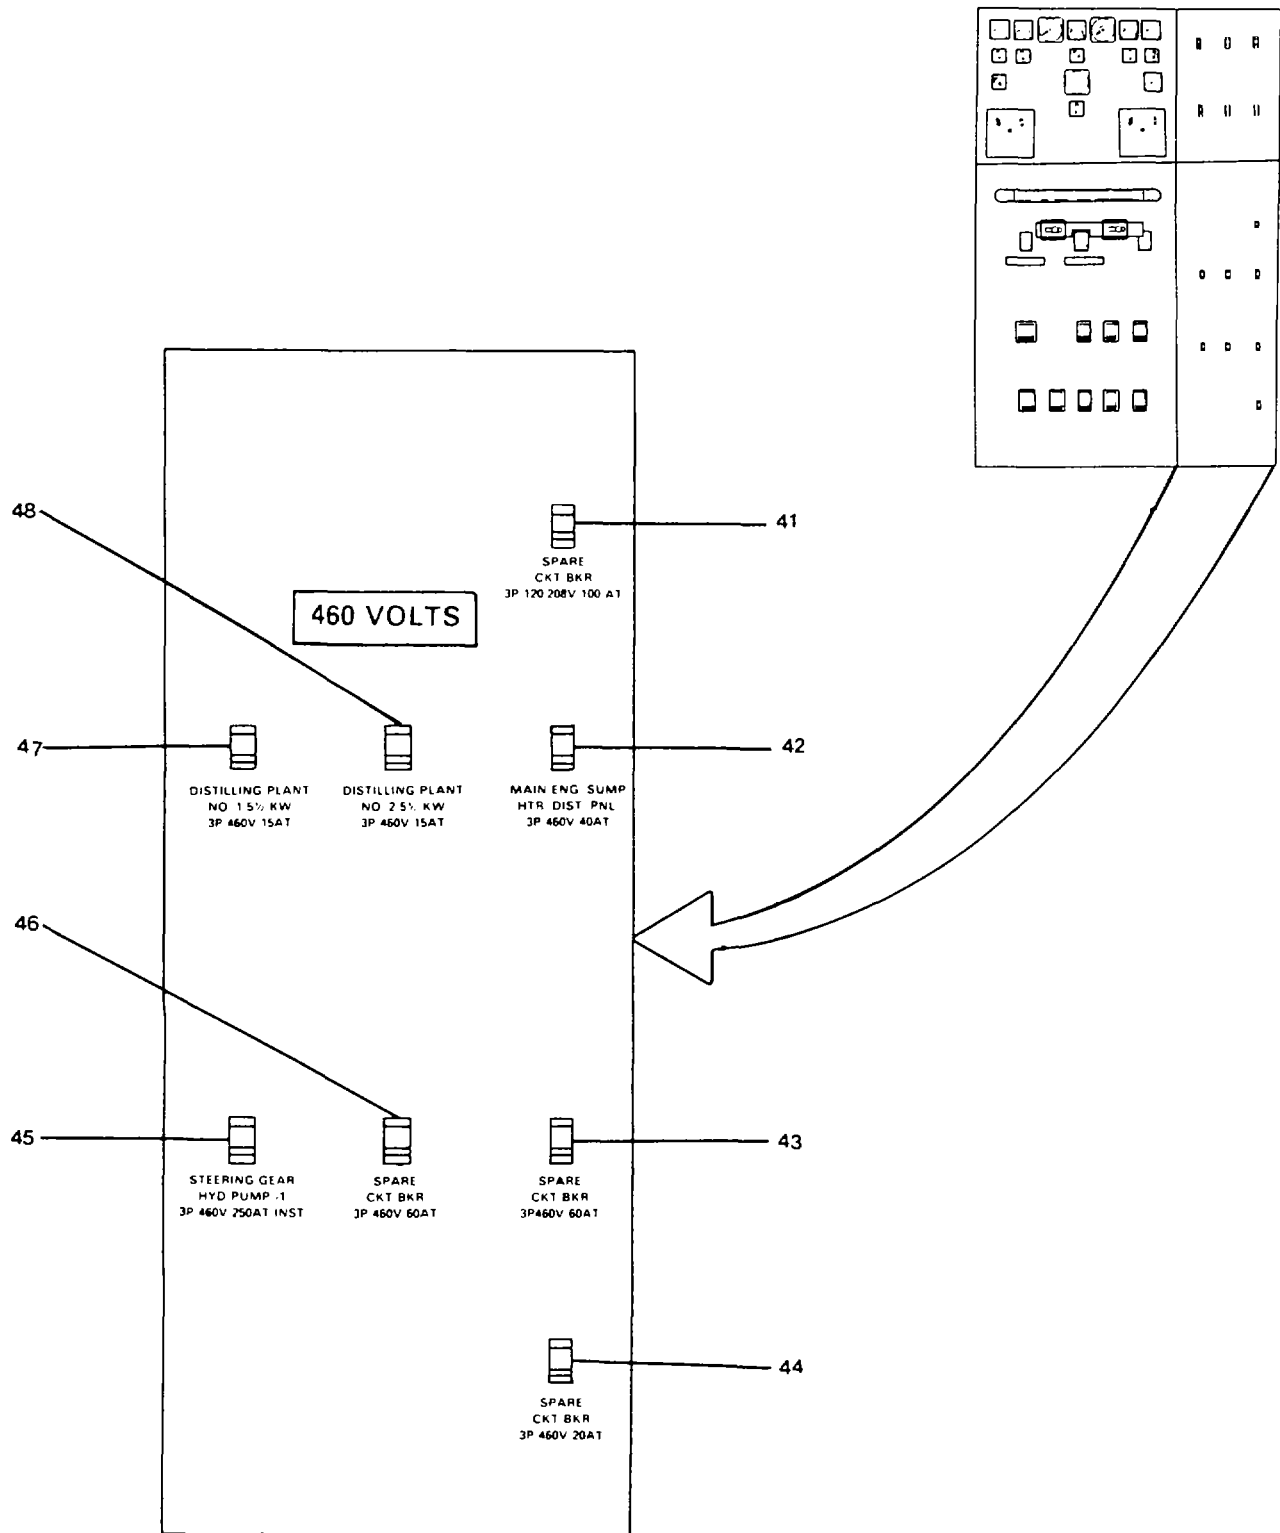 48
41
SPARE
CKT BKR
3P 120 208V 100 AT
460 VOLTS
47
42
DISTILLING PLANT
NO 1 5½ KW
3P 460V 15AT
DISTILLING PLANT
NO 2 5½ KW
3P 460V 15AT
MAIN ENG SUMP
HTR DIST PNL
3P 460V 40AT
46
45
43
STEERING GEAR
HYD PUMP -1
3P 460V 250AT INST
SPARE
CKT BKR
3P 460V 60AT
SPARE
CKT BKR
3P460V 60AT
44
SPARE
CKT BKR
3P 460V 20AT